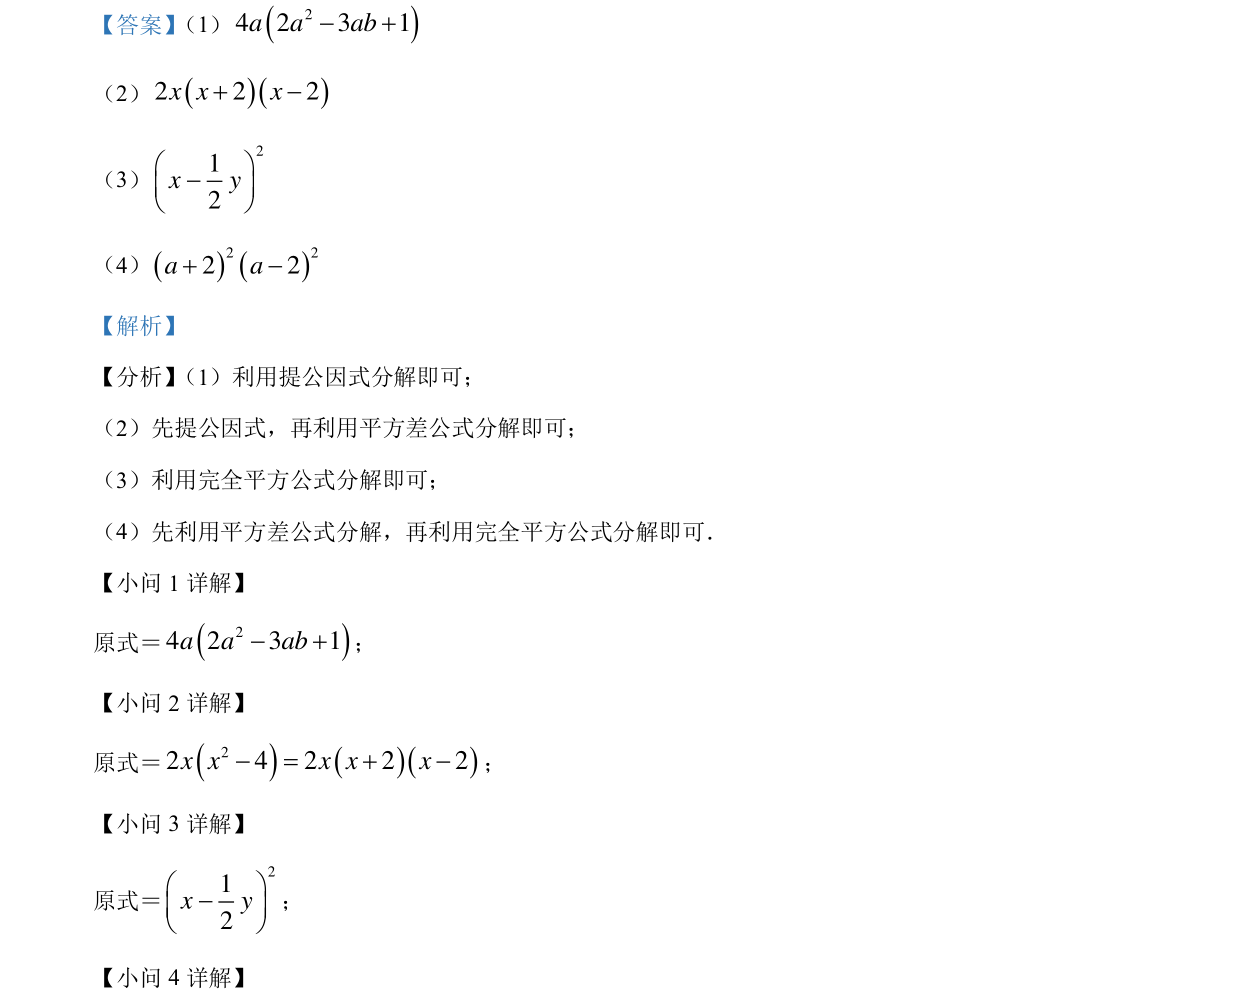 【答案】（1）4a(2a² −3ab+1)
（2）2x(x+2)(x−2)
（3）(x − 1/2 y)²
（4）(a+2)²(a−2)²
【解析】
【分析】（1）利用提公因式分解即可；
（2）先提公因式，再利用平方差公式分解即可；
（3）利用完全平方公式分解即可；
（4）先利用平方差公式分解，再利用完全平方公式分解即可．
【小问 1 详解】
原式＝4a(2a² −3ab+1)；
【小问 2 详解】
原式＝2x(x² −4)=2x(x+2)(x−2)；
【小问 3 详解】
原式＝(x − 1/2 y)²；
【小问 4 详解】